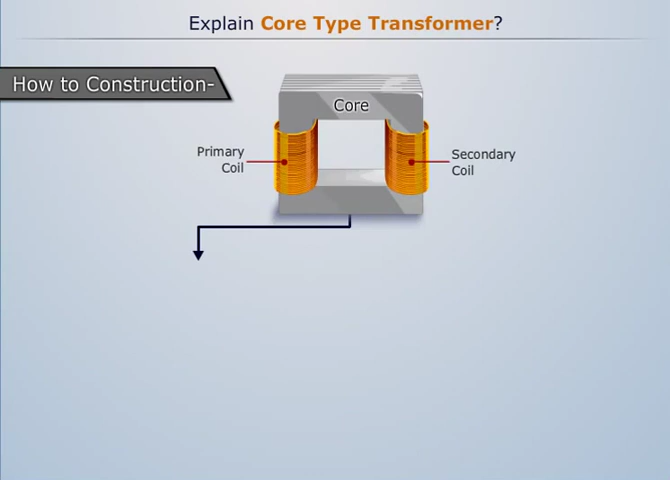 Explain Core Type Transformer?
How to Construction-
Core
Primary
Coil
Secondary
Coil